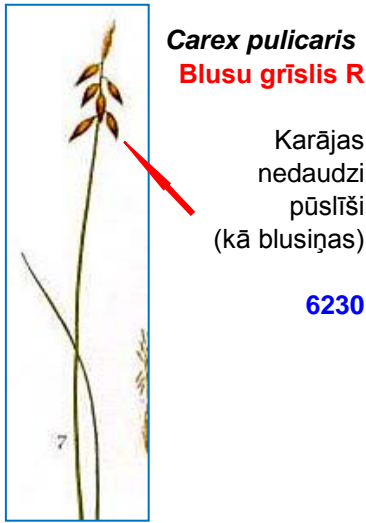 Carex pulicaris
Blusu grīslis R
Karājas
nedaudzi
pūslīši
(kā blusiņas)
6230
7